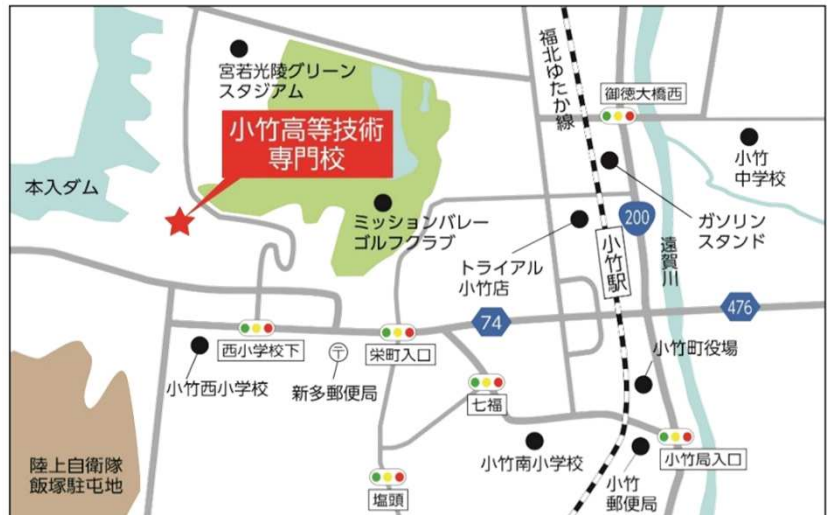 宮若光陵グリーン
スタジアム
小竹高等技術
専門校
本入ダム
ミッションバレー
ゴルフクラブ
福北ゆたか線
御徳大橋西
小竹
中学校
200
ガソリン
スタンド
遠賀川
トライアル
小竹店
小竹駅
74
476
西小学校下
栄町入口
小竹西小学校
〒
新多郵便局
七福
小竹町役場
小竹南小学校
小竹局入口
小竹
郵便局
塩頭
陸上自衛隊
飯塚駐屯地